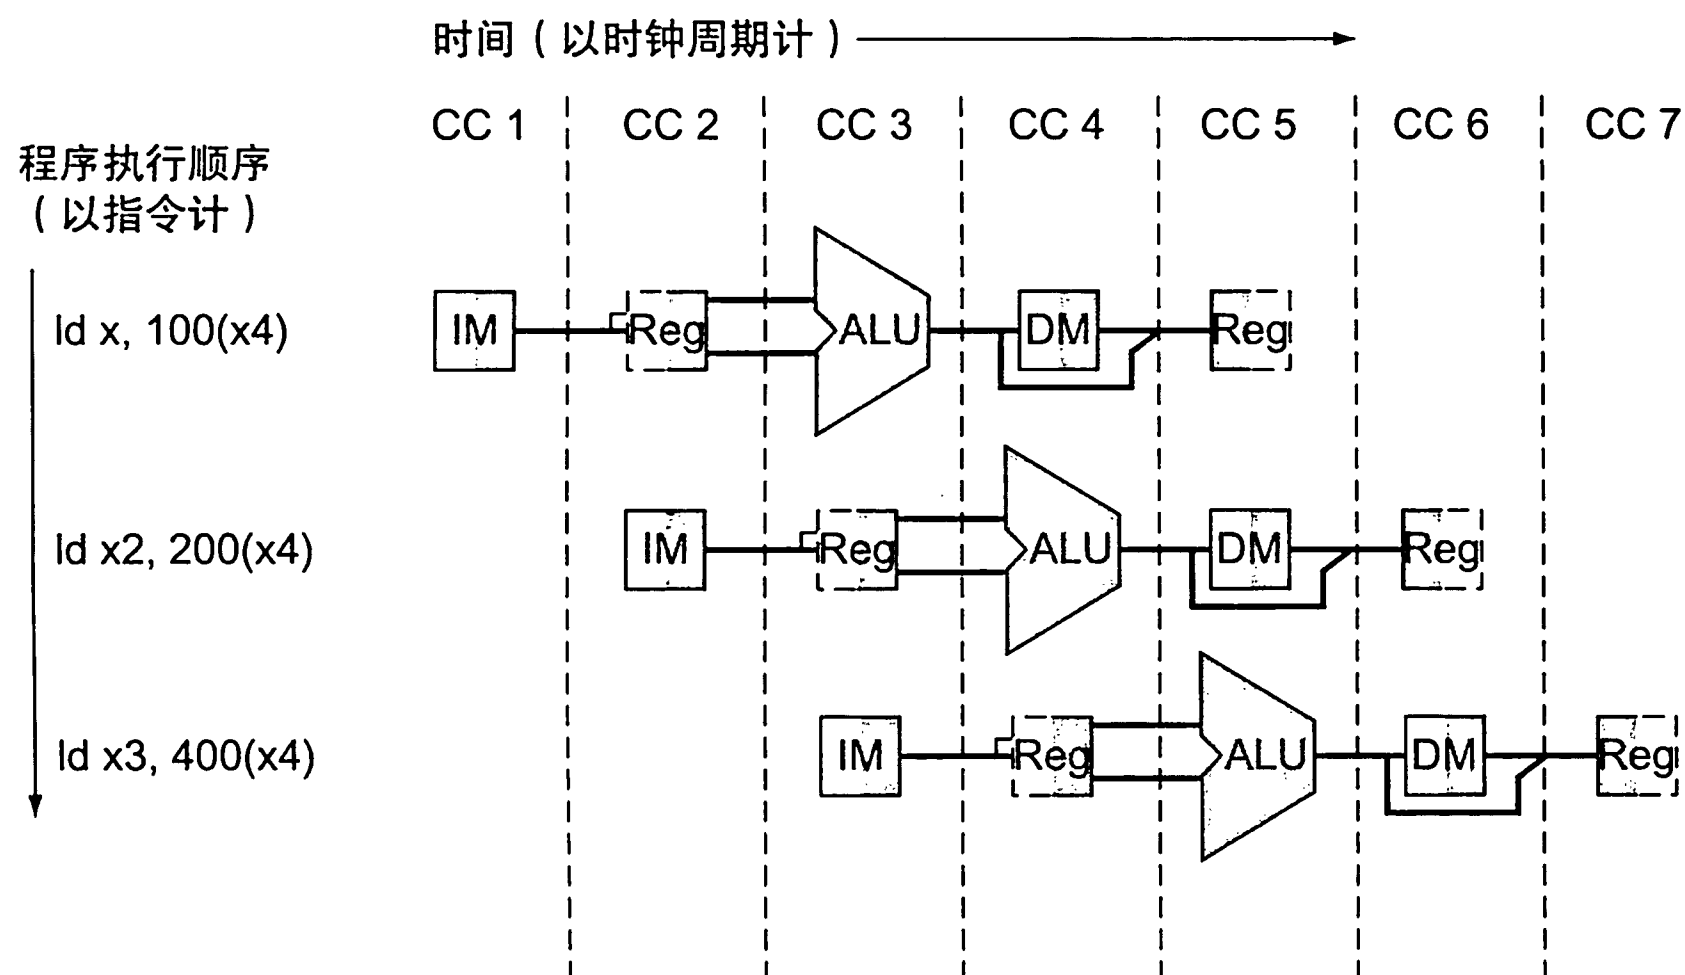 时间（以时钟周期计）
CC 1 CC 2 CC 3 CC 4 CC 5 CC 6 CC 7
程序执行顺序
（以指令计）
ld x, 100(x4) IM Reg ALU DM Reg
ld x2, 200(x4) IM Reg ALU DM Reg
ld x3, 400(x4) IM Reg ALU DM Reg